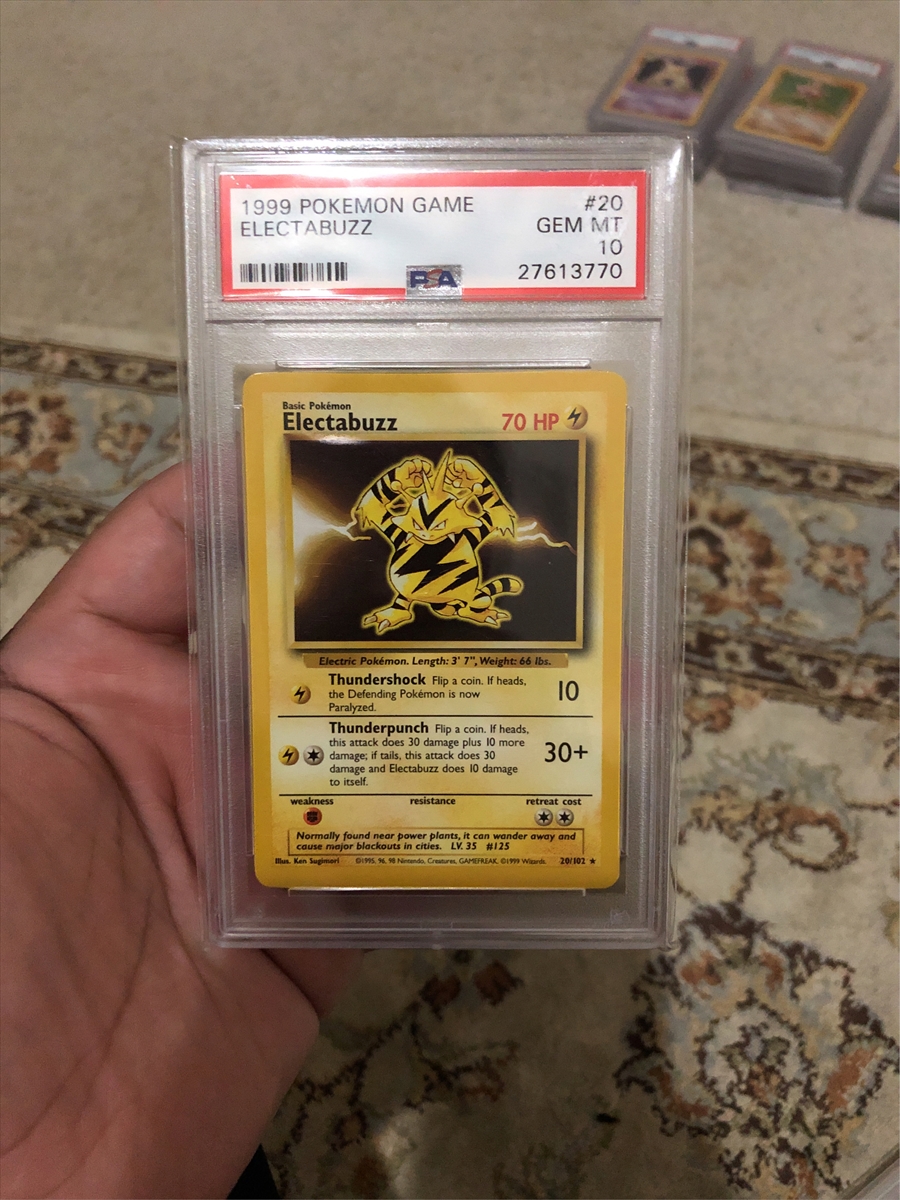 1999 POKEMON GAME #20
ELECTABUZZ GEM MT
10
27613770
PSA
Basic Pokémon
Electabuzz 70 HP
Electric Pokémon. Length: 3' 7", Weight: 66 lbs.
Thundershock Flip a coin. If heads,
the Defending Pokémon is now
Paralyzed.
10
Thunderpunch Flip a coin. If heads,
this attack does 30 damage plus 10 more
damage; if tails, this attack does 30
damage and Electabuzz does 10 damage
to itself.
30+
weakness resistance retreat cost
Normally found near power plants, it can wander away and
cause major blackouts in cities. LV. 35 #125
Illus. Ken Sugimori ©1995, 96, 98 Nintendo, Creatures, GAMEFREAK. ©1999 Wizards. 20/102 ★